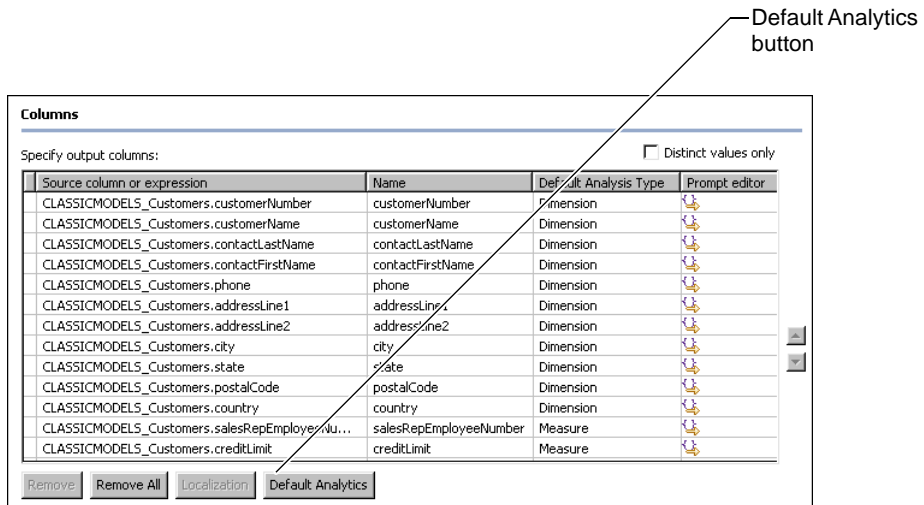 Default Analytics
button
Columns
Specify output columns:
Distinct values only
Source column or expression Name Default Analysis Type Prompt editor
CLASSICMODELS_Customers.customerNumber customerNumber Dimension
CLASSICMODELS_Customers.customerName customerName Dimension
CLASSICMODELS_Customers.contactLastName contactLastName Dimension
CLASSICMODELS_Customers.contactFirstName contactFirstName Dimension
CLASSICMODELS_Customers.phone phone Dimension
CLASSICMODELS_Customers.addressLine1 addressLine1 Dimension
CLASSICMODELS_Customers.addressLine2 addressLine2 Dimension
CLASSICMODELS_Customers.city city Dimension
CLASSICMODELS_Customers.state state Dimension
CLASSICMODELS_Customers.postalCode postalCode Dimension
CLASSICMODELS_Customers.country country Dimension
CLASSICMODELS_Customers.salesRepEmployeeNu... salesRepEmployeeNumber Measure
CLASSICMODELS_Customers.creditLimit creditLimit Measure
Remove Remove All Localization Default Analytics